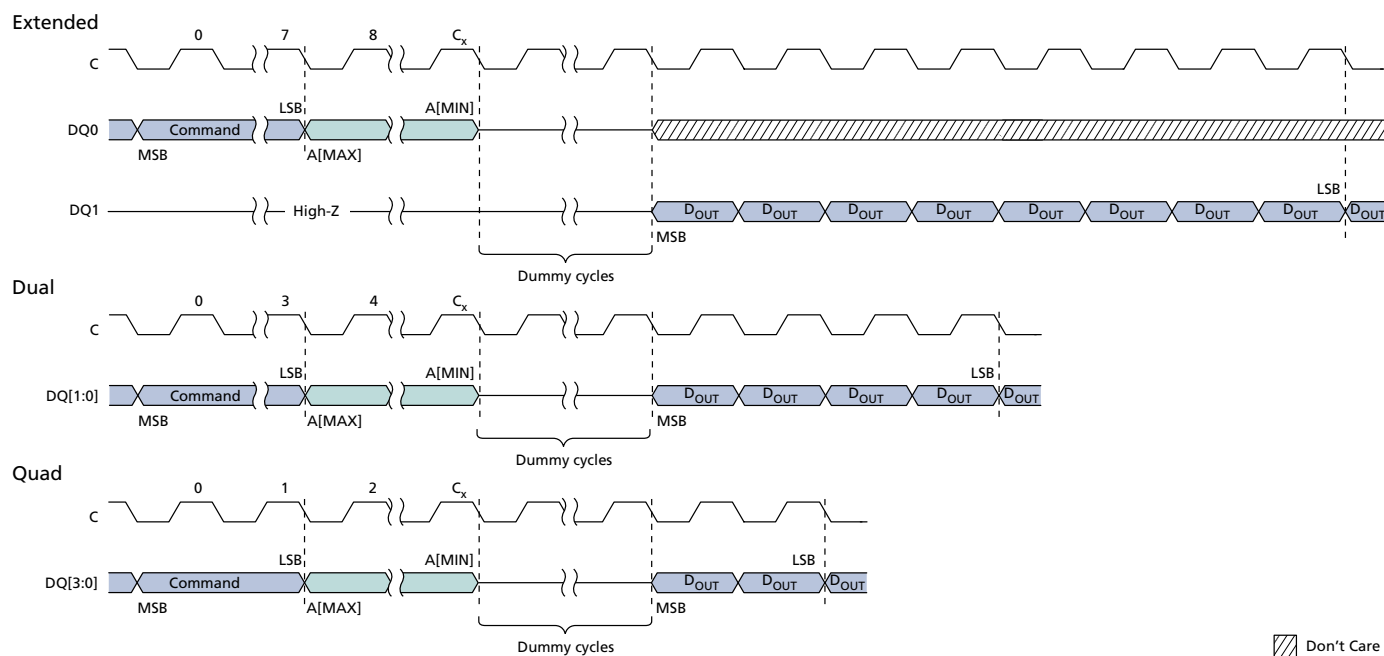 Extended
0 7 8 Cx
C
LSB A[MIN]
DQ0 Command
MSB A[MAX]
LSB
DQ1 High-Z DOUT DOUT DOUT DOUT DOUT DOUT DOUT DOUT DOUT
MSB
Dummy cycles
Dual
0 3 4 Cx
C
LSB A[MIN] LSB
DQ[1:0] Command DOUT DOUT DOUT DOUT DOUT
MSB A[MAX] MSB
Dummy cycles
Quad
0 1 2 Cx
C
LSB A[MIN] LSB
DQ[3:0] Command DOUT DOUT DOUT
MSB A[MAX] MSB
Dummy cycles
Don't Care